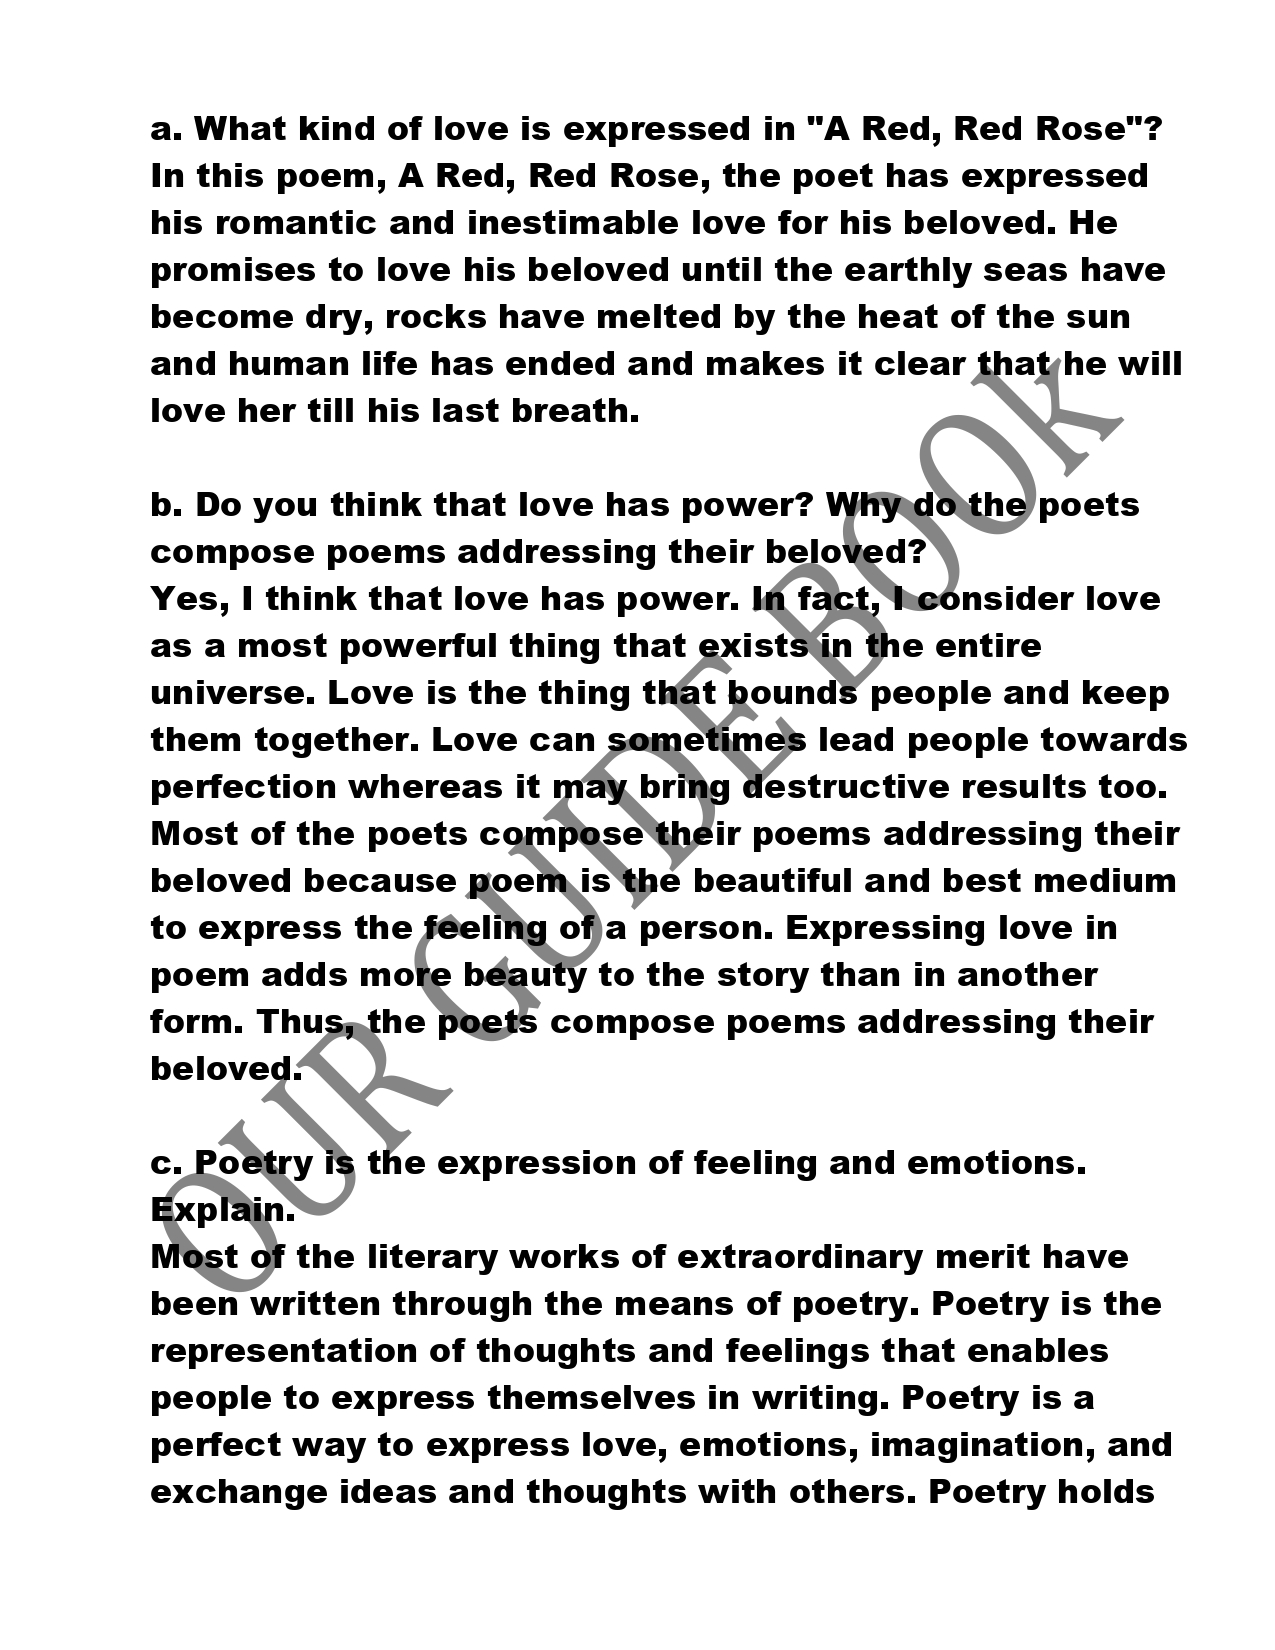 a. What kind of love is expressed in "A Red, Red Rose"?
In this poem, A Red, Red Rose, the poet has expressed
his romantic and inestimable love for his beloved. He
promises to love his beloved until the earthly seas have
become dry, rocks have melted by the heat of the sun
and human life has ended and makes it clear that he will
love her till his last breath.
b. Do you think that love has power? Why do the poets
compose poems addressing their beloved?
Yes, I think that love has power. In fact, I consider love
as a most powerful thing that exists in the entire
universe. Love is the thing that bounds people and keep
them together. Love can sometimes lead people towards
perfection whereas it may bring destructive results too.
Most of the poets compose their poems addressing their
beloved because poem is the beautiful and best medium
to express the feeling of a person. Expressing love in
poem adds more beauty to the story than in another
form. Thus, the poets compose poems addressing their
beloved.
c. Poetry is the expression of feeling and emotions.
Explain.
Most of the literary works of extraordinary merit have
been written through the means of poetry. Poetry is the
representation of thoughts and feelings that enables
people to express themselves in writing. Poetry is a
perfect way to express love, emotions, imagination, and
exchange ideas and thoughts with others. Poetry holds
OUR GUIDE BOOk